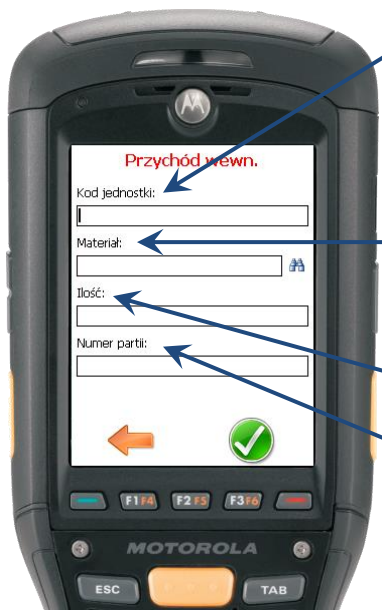 Przychód wewn.
Kod jednostki:
Materiał:
Ilość:
Numer partii:
F1 F4 F2 F5 F3 F6
MOTOROLA
ESC TAB